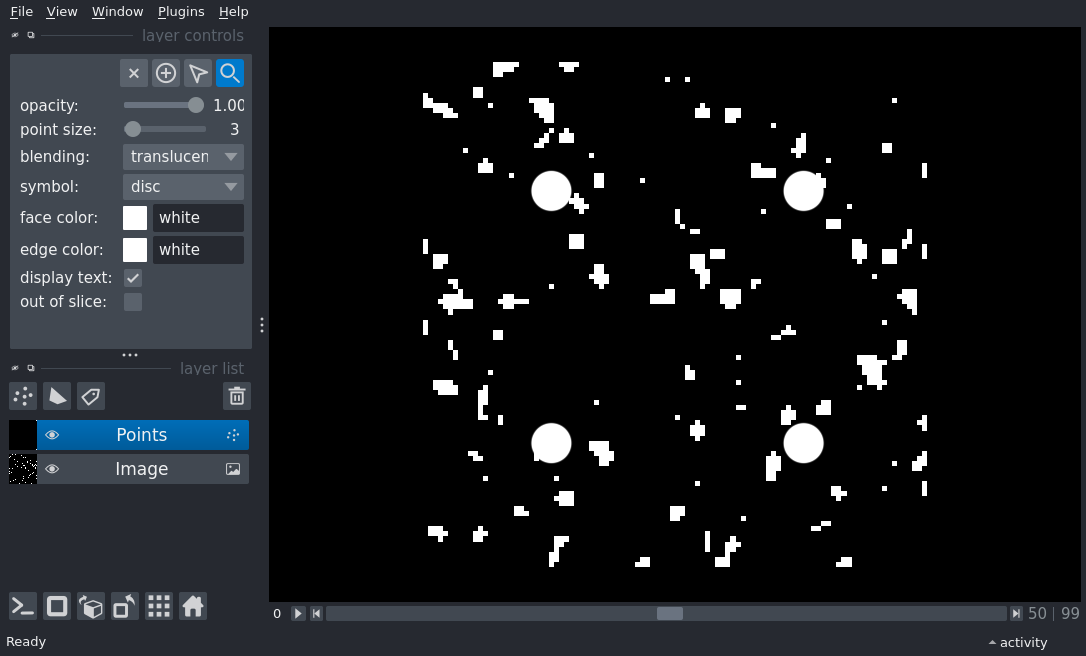 File View Window Plugins Help
layer controls
opacity: 1.00
point size: 3
blending: translucen
symbol: disc
face color: white
edge color: white
display text:
out of slice:
layer list
Points
Image
0 50 | 99
Ready activity